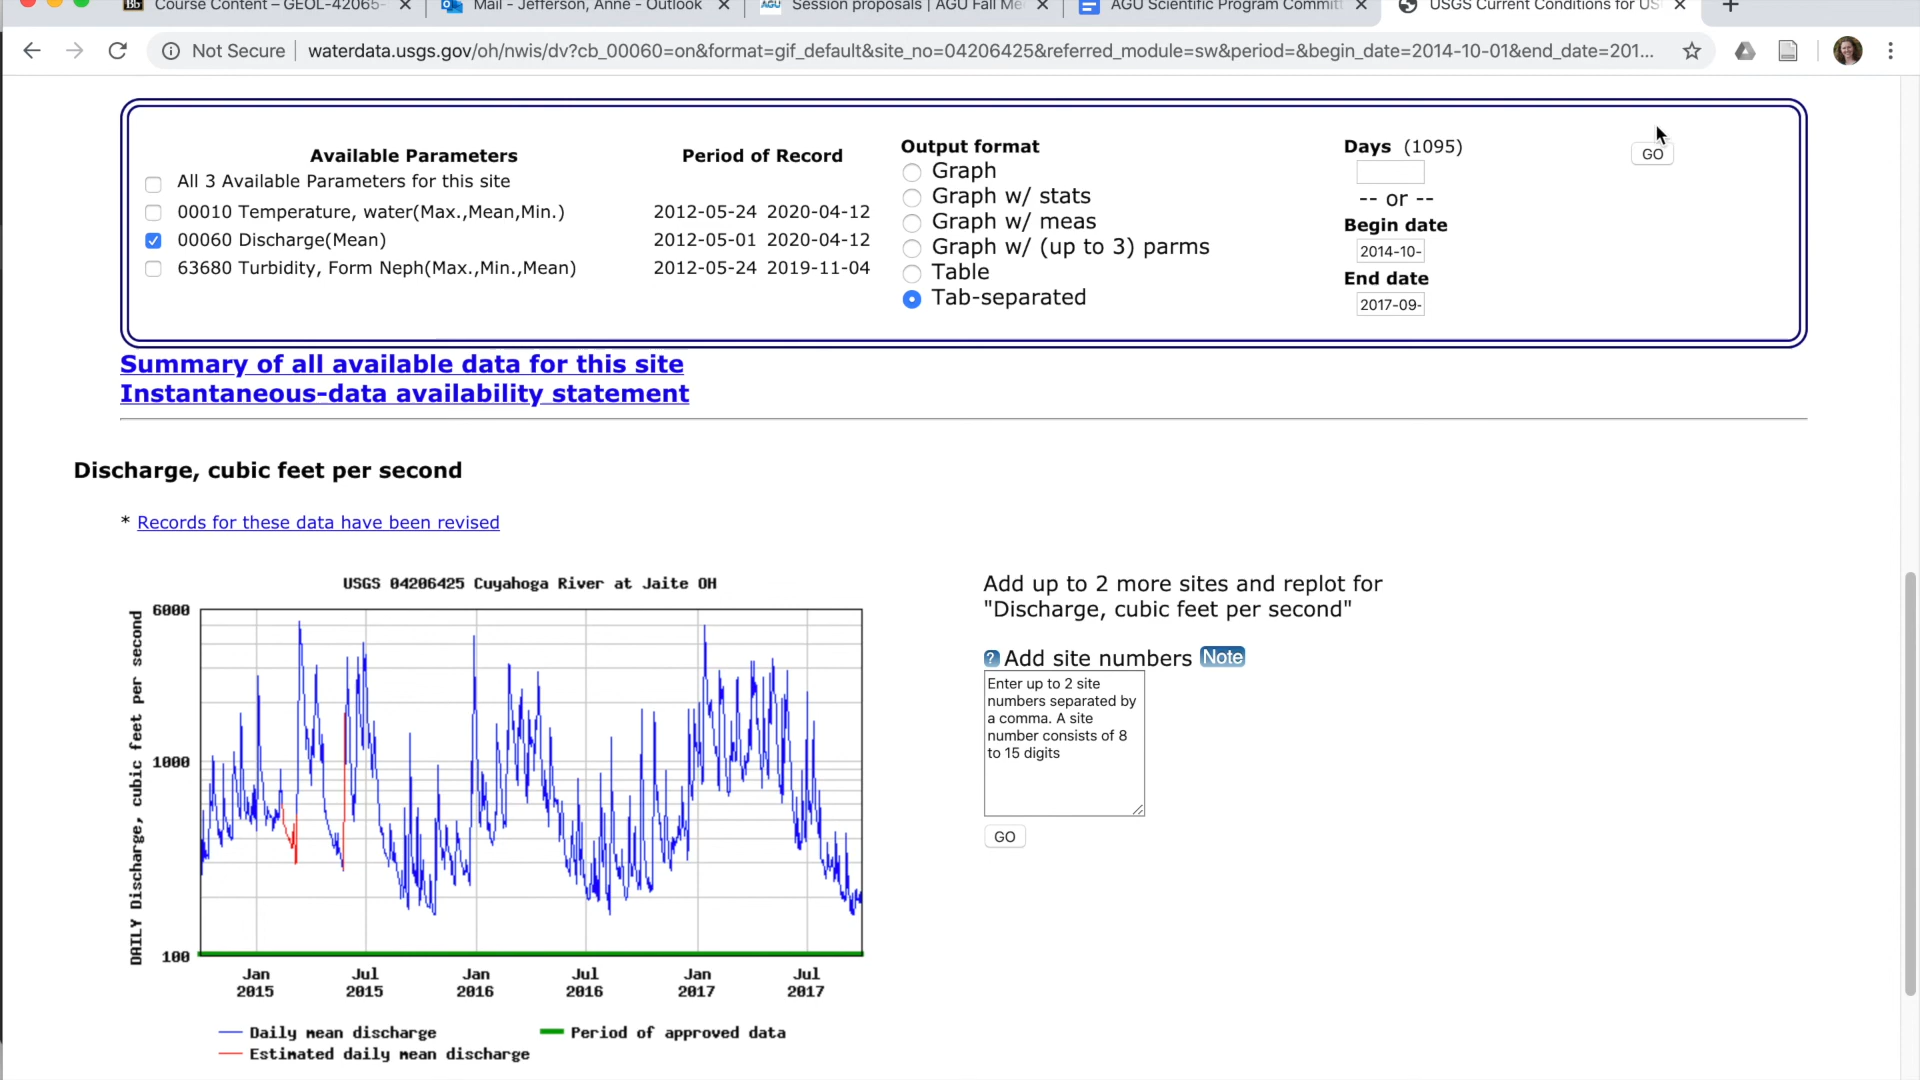 Course Content – GEOL-42065-
Mail - Jefferson, Anne - Outlook
AGU Session proposals | AGU Fall Me
AGU Scientific Program Committ
USGS Current Conditions for US
Not Secure waterdata.usgs.gov/oh/nwis/dv?cb_00060=on&format=gif_default&site_no=04206425&referred_module=sw&period=&begin_date=2014-10-01&end_date=201...
Available Parameters
Period of Record
All 3 Available Parameters for this site
00010 Temperature, water(Max.,Mean,Min.) 2012-05-24 2020-04-12
00060 Discharge(Mean) 2012-05-01 2020-04-12
63680 Turbidity, Form Neph(Max.,Min.,Mean) 2012-05-24 2019-11-04
Output format
Graph
Graph w/ stats
Graph w/ meas
Graph w/ (up to 3) parms
Table
Tab-separated
Days (1095)
-- or --
Begin date
2014-10-
End date
2017-09-
GO
Summary of all available data for this site
Instantaneous-data availability statement
Discharge, cubic feet per second
* Records for these data have been revised
USGS 04206425 Cuyahoga River at Jaite OH
DAILY Discharge, cubic feet per second
6000
1000
100
Jan 2015
Jul 2015
Jan 2016
Jul 2016
Jan 2017
Jul 2017
Daily mean discharge
Estimated daily mean discharge
Period of approved data
Add up to 2 more sites and replot for
"Discharge, cubic feet per second"
? Add site numbers Note
Enter up to 2 site
numbers separated by
a comma. A site
number consists of 8
to 15 digits
GO